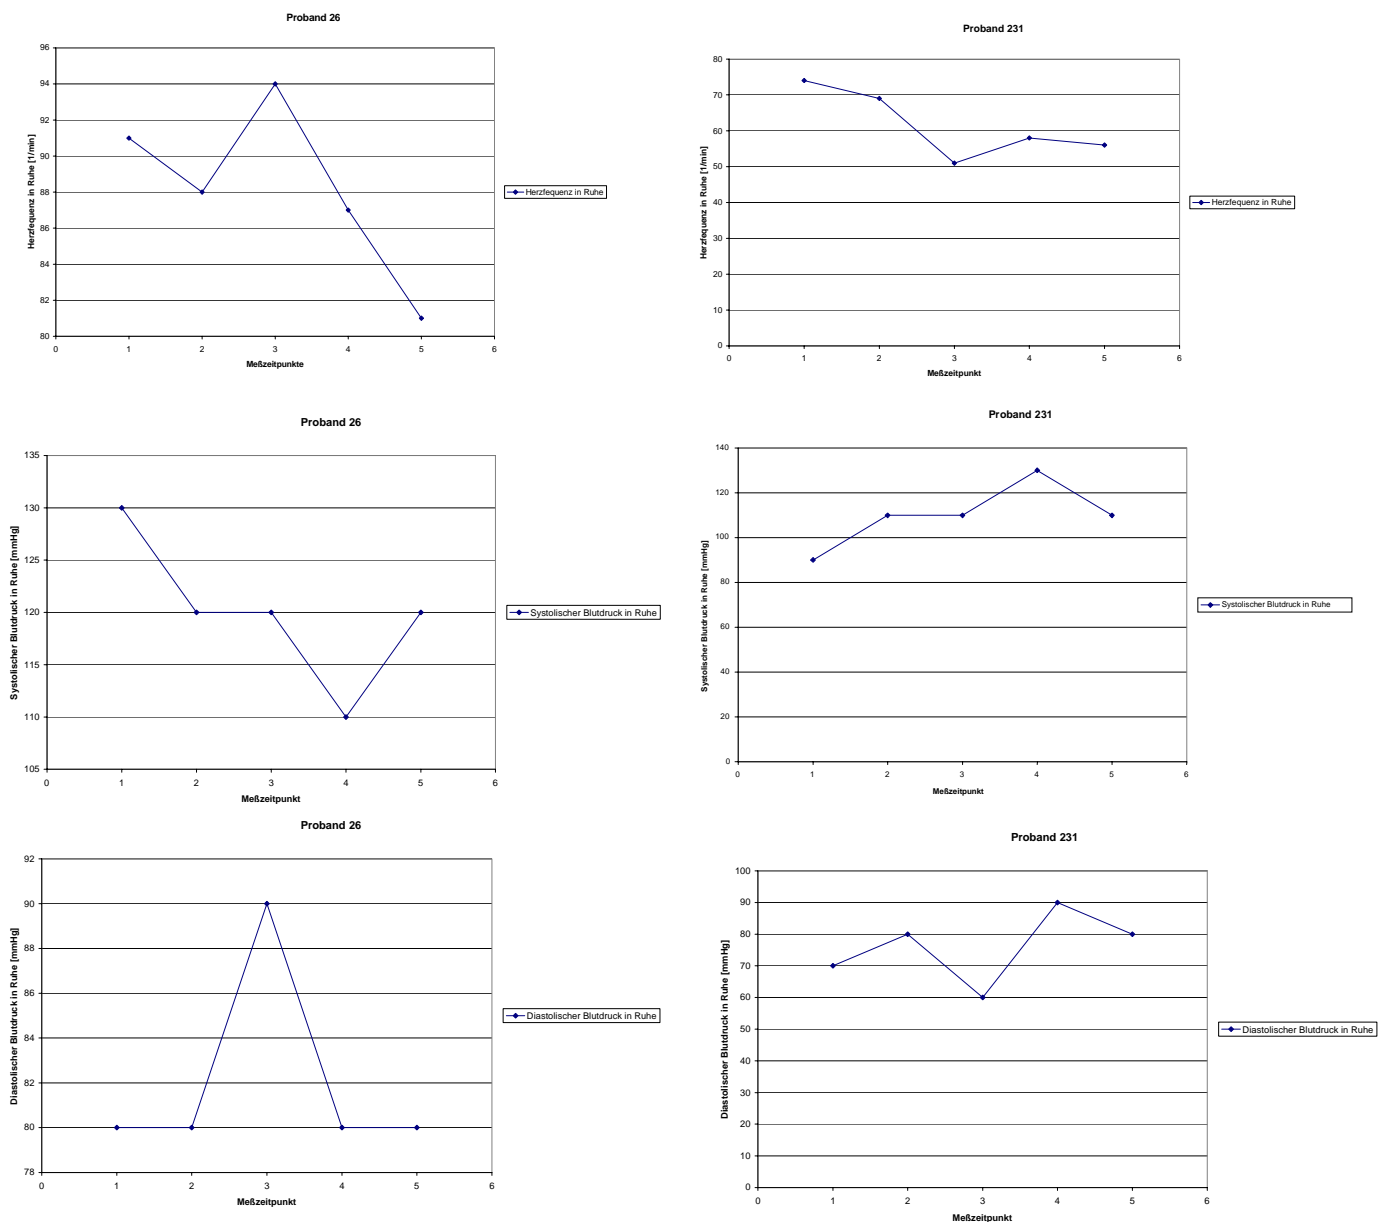 Proband 26
96
94
92
90
88
86
84
82
80
0 1 2 3 4 5 6
Herzfequenz in Ruhe [1/min]
Meßzeitpunkte
Herzfequenz in Ruhe
Proband 231
80
70
60
50
40
30
20
10
0
0 1 2 3 4 5 6
Herzfequenz in Ruhe [1/min]
Meßzeitpunkt
Herzfequenz in Ruhe
Proband 26
135
130
125
120
115
110
105
0 1 2 3 4 5 6
Systolischer Blutdruck in Ruhe [mmHg]
Meßzeitpunkt
Systolischer Blutdruck in Ruhe
Proband 231
140
120
100
80
60
40
20
0
0 1 2 3 4 5 6
Systolischer Blutdruck in Ruhe [mmHg]
Meßzeitpunkt
Systolischer Blutdruck in Ruhe
Proband 26
92
90
88
86
84
82
80
78
0 1 2 3 4 5 6
Diastolischer Blutdruck in Ruhe [mmHg]
Meßzeitpunkt
Diastolischer Blutdruck in Ruhe
Proband 231
100
90
80
70
60
50
40
30
20
10
0
0 1 2 3 4 5 6
Diastolischer Blutdruck in Ruhe [mmHg]
Meßzeitpunkt
Diastolischer Blutdruck in Ruhe